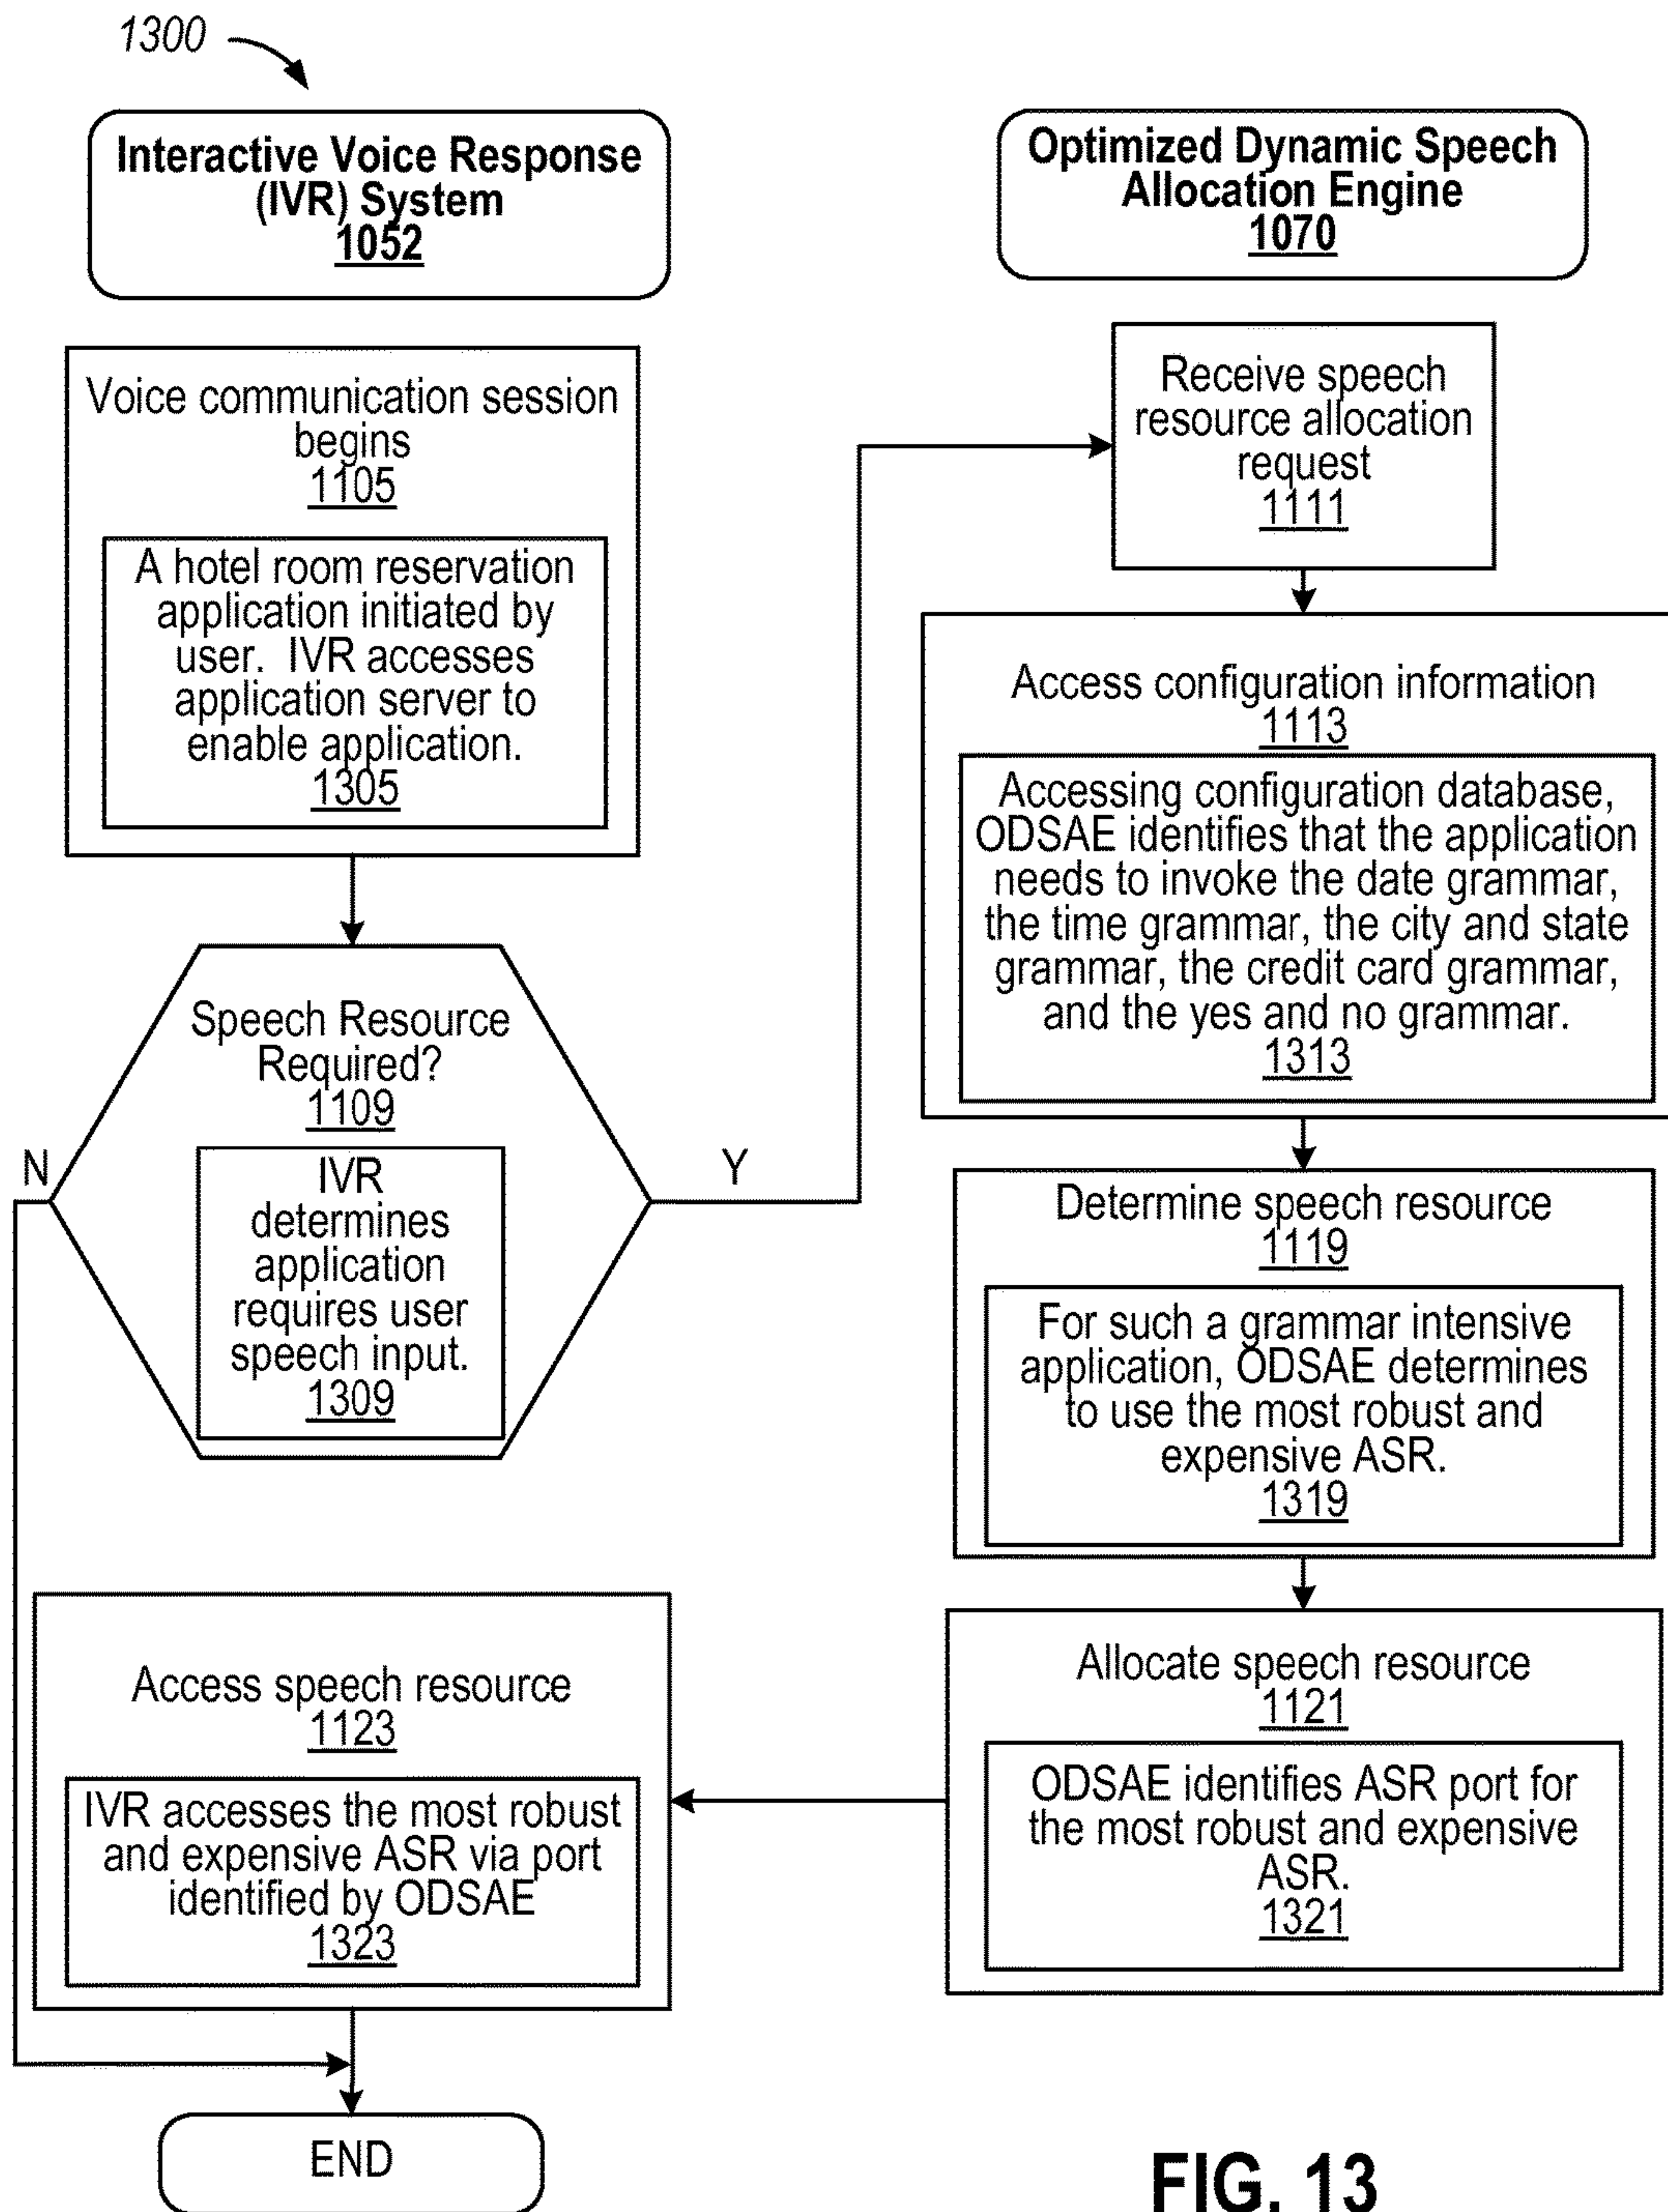 1300
Interactive Voice Response
(IVR) System
1052
Voice communication session
begins
1105
A hotel room reservation
application initiated by
user. IVR accesses
application server to
enable application.
1305
Speech Resource
Required?
1109
IVR
determines
application
requires user
speech input.
1309
N
Y
Optimized Dynamic Speech
Allocation Engine
1070
Receive speech
resource allocation
request
1111
Access configuration information
1113
Accessing configuration database,
ODSAE identifies that the application
needs to invoke the date grammar,
the time grammar, the city and state
grammar, the credit card grammar,
and the yes and no grammar.
1313
Determine speech resource
1119
For such a grammar intensive
application, ODSAE determines
to use the most robust and
expensive ASR.
1319
Allocate speech resource
1121
ODSAE identifies ASR port for
the most robust and expensive
ASR.
1321
Access speech resource
1123
IVR accesses the most robust
and expensive ASR via port
identified by ODSAE
1323
END
FIG. 13